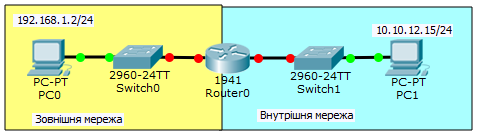 192.168.1.2/24
10.10.12.15/24
PC-PT
PC0
2960-24TT
Switch0
1941
Router0
2960-24TT
Switch1
PC-PT
PC1
Зовнішня мережа
Внутрішня мережа